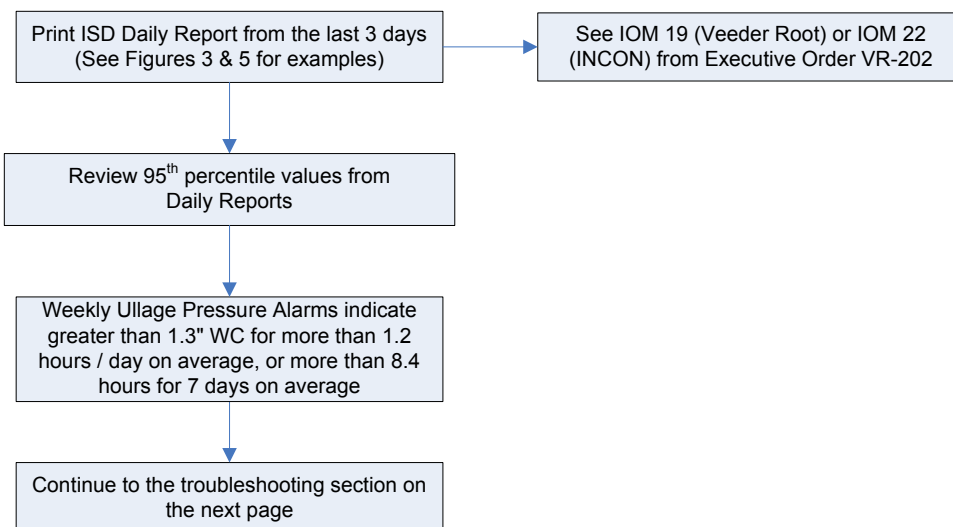 Print ISD Daily Report from the last 3 days
(See Figures 3 & 5 for examples)
See IOM 19 (Veeder Root) or IOM 22
(INCON) from Executive Order VR-202
Review 95th percentile values from
Daily Reports
Weekly Ullage Pressure Alarms indicate
greater than 1.3" WC for more than 1.2
hours / day on average, or more than 8.4
hours for 7 days on average
Continue to the troubleshooting section on
the next page